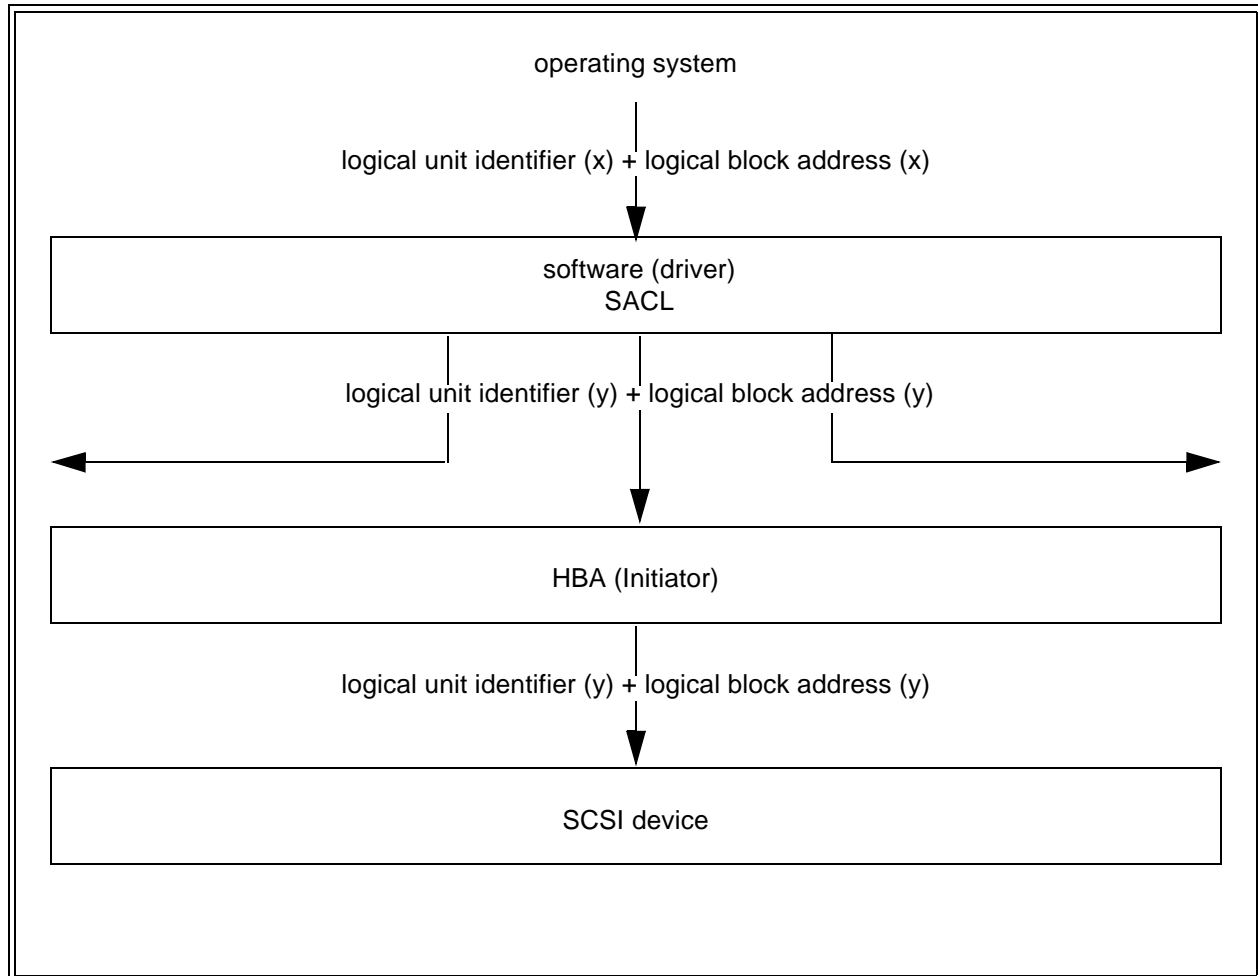 operating system
logical unit identifier (x) + logical block address (x)
software (driver)
SACL
logical unit identifier (y) + logical block address (y)
HBA (Initiator)
logical unit identifier (y) + logical block address (y)
SCSI device